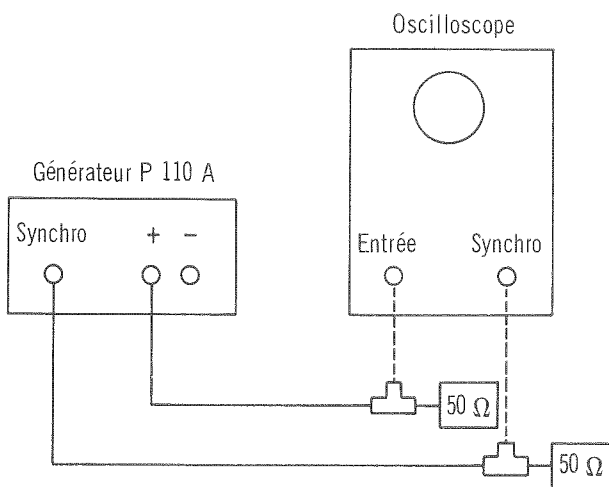 Oscilloscope
Générateur P 110 A
Synchro + −
Entrée Synchro
50 Ω
50 Ω